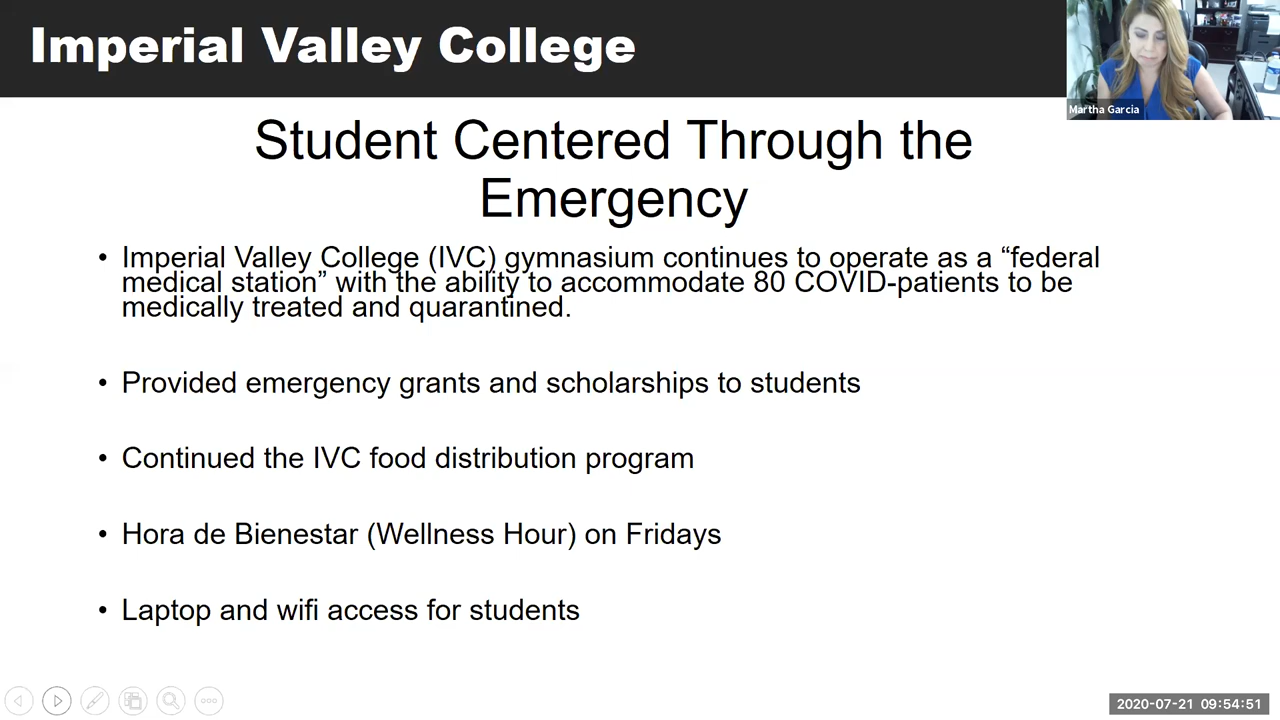 Imperial Valley College
Martha Garcia
Student Centered Through the
Emergency
• Imperial Valley College (IVC) gymnasium continues to operate as a “federal
medical station” with the ability to accommodate 80 COVID-patients to be
medically treated and quarantined.
• Provided emergency grants and scholarships to students
• Continued the IVC food distribution program
• Hora de Bienestar (Wellness Hour) on Fridays
• Laptop and wifi access for students
2020-07-21 09:54:51